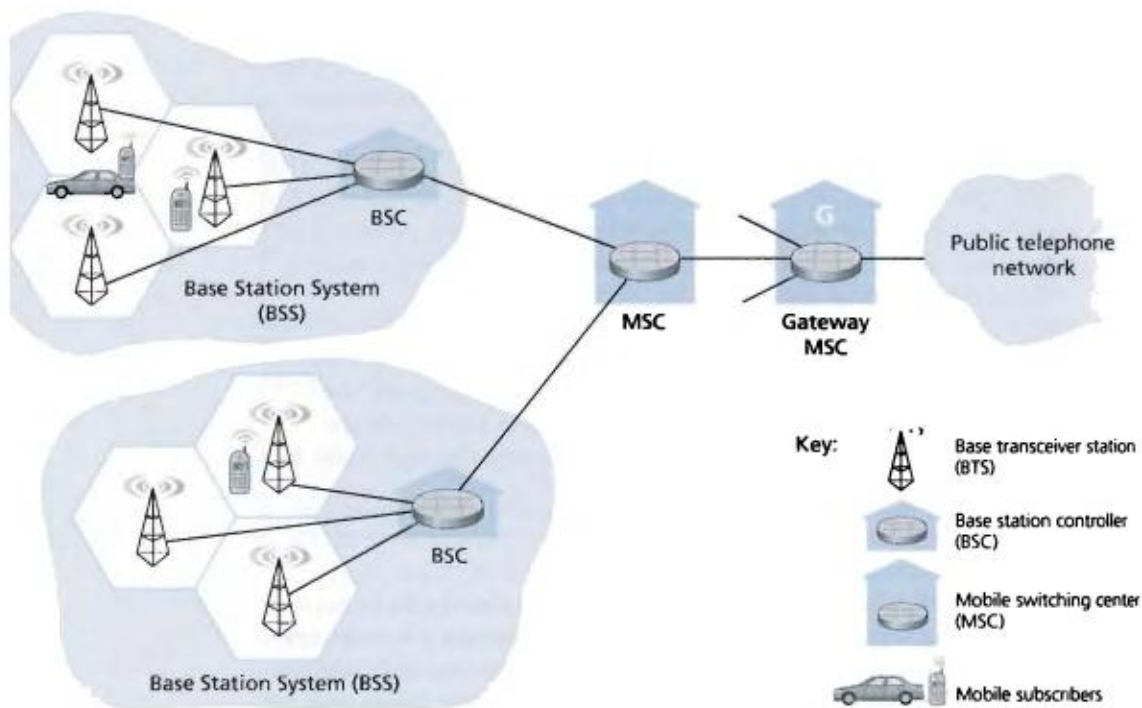 BSC
Base Station System
(BSS)
G
MSC
Gateway
MSC
Public telephone
network
BSC
Base Station System (BSS)
Key:
Base transceiver station
(BTS)
Base station controller
(BSC)
Mobile switching center
(MSC)
Mobile subscribers